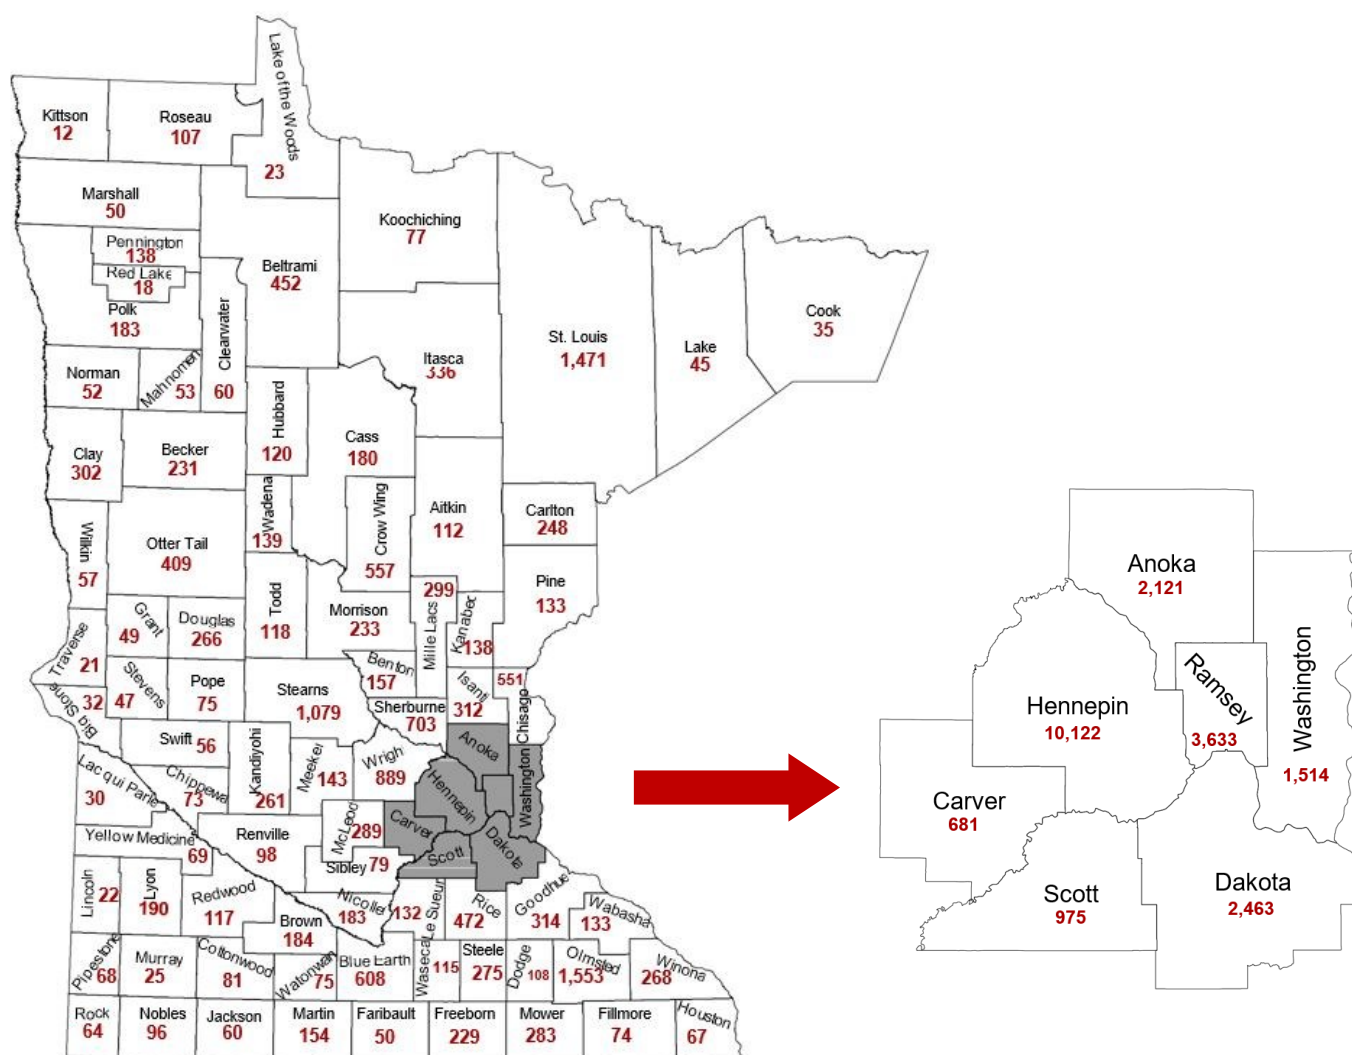 Lake of the Woods
23
Kittson
12
Roseau
107
Marshall
50
Koochiching
77
Pennington
138
Red Lake
18
Polk
183
Beltrami
452
Clearwater
60
Cook
35
St. Louis
1,471
Lake
45
Itasca
336
Norman
52
Mahnomen
53
Hubbard
120
Cass
180
Clay
302
Becker
231
Wadena
139
Crow Wing
557
Aitkin
112
Carlton
248
Wilkin
57
Otter Tail
409
Todd
118
Morrison
233
Mille Lacs
299
Kanabec
138
Pine
133
Grant
49
Douglas
266
Traverse
21
Stevens
47
Pope
75
Stearns
1,079
Benton
157
Isanti
312
Chisago
551
Sherburne
703
Big Stone
32
Swift
56
Kandiyohi
261
Meeker
143
Wrigh
889
Anoka
Hennepin
Washington
Carver
Scott
Dakota
Lac qui Parle
30
Chippewa
73
McLeod
289
Yellow Medicine
69
Renville
98
Sibley
79
Lincoln
22
Lyon
190
Redwood
117
Brown
184
Nicollet
183
Le Sueur
132
Rice
472
Goodhue
314
Wabasha
133
Pipestone
68
Murray
25
Cottonwood
81
Watonwan
75
Blue Earth
608
Waseca
115
Steele
275
Dodge
108
Olmsted
1,553
Winona
268
Rock
64
Nobles
96
Jackson
60
Martin
154
Faribault
50
Freeborn
229
Mower
283
Fillmore
74
Houston
67
Anoka
2,121
Hennepin
10,122
Ramsey
3,633
Washington
1,514
Carver
681
Scott
975
Dakota
2,463